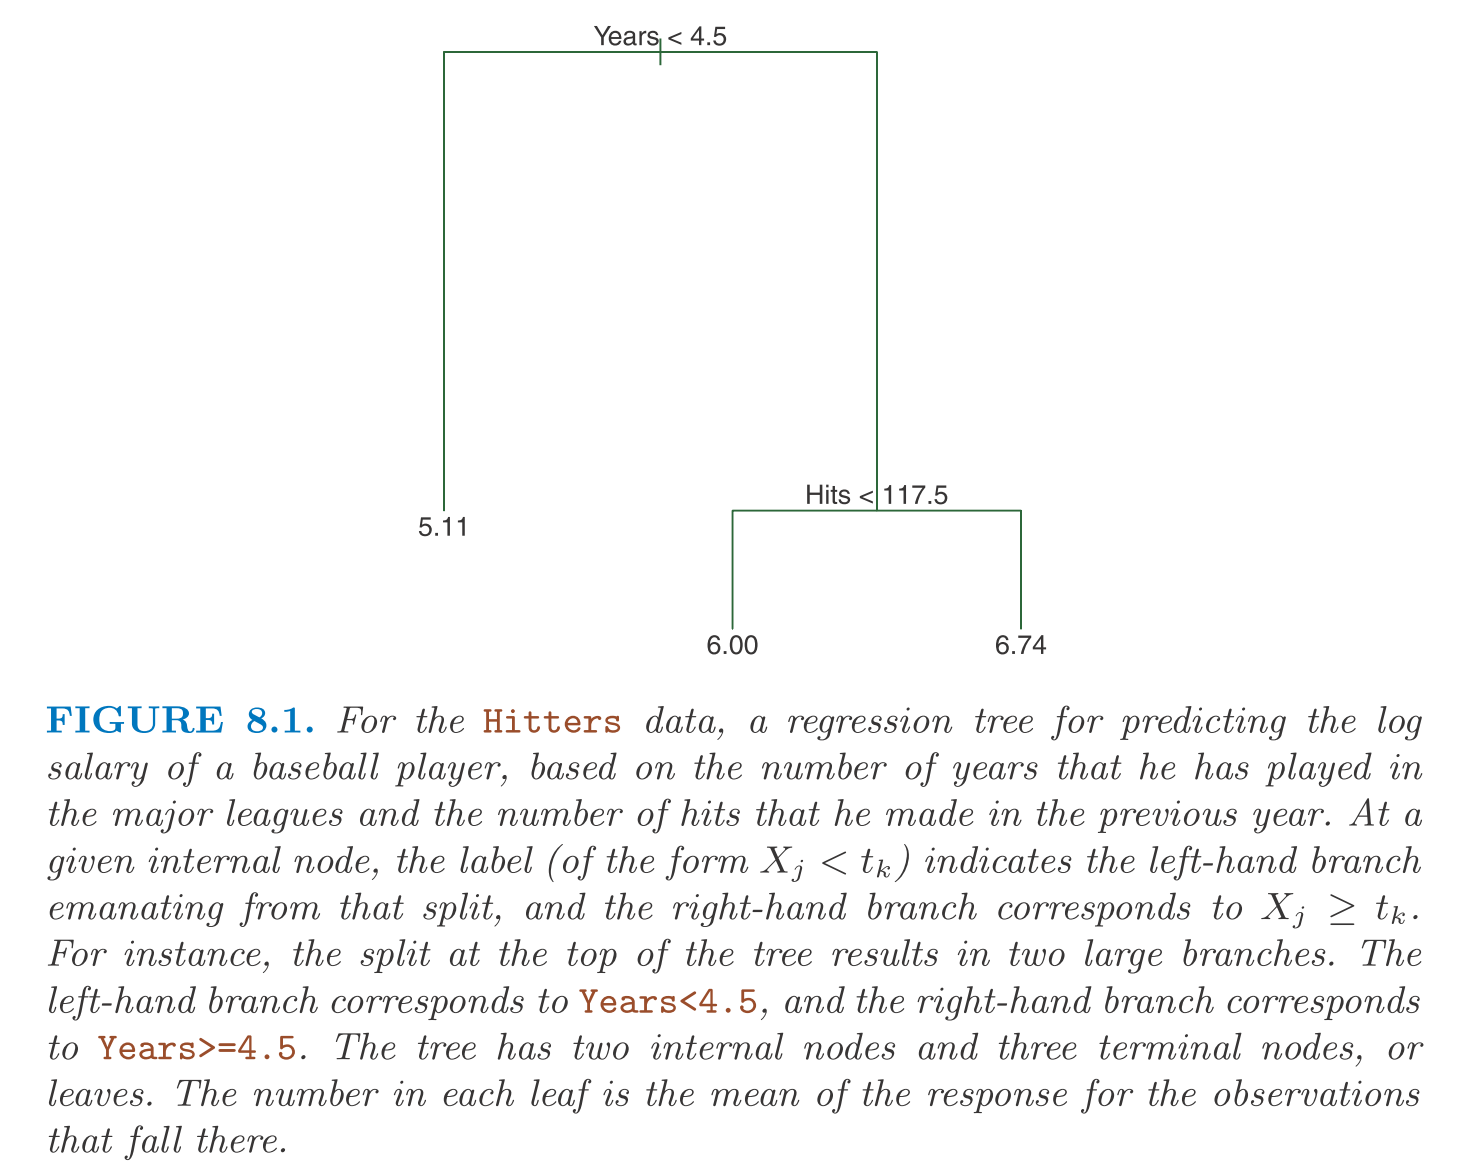 Years < 4.5
Hits < 117.5
5.11
6.00 6.74
FIGURE 8.1. For the Hitters data, a regression tree for predicting the log
salary of a baseball player, based on the number of years that he has played in
the major leagues and the number of hits that he made in the previous year. At a
given internal node, the label (of the form Xⱼ < tₖ) indicates the left-hand branch
emanating from that split, and the right-hand branch corresponds to Xⱼ ≥ tₖ.
For instance, the split at the top of the tree results in two large branches. The
left-hand branch corresponds to Years<4.5, and the right-hand branch corresponds
to Years>=4.5. The tree has two internal nodes and three terminal nodes, or
leaves. The number in each leaf is the mean of the response for the observations
that fall there.